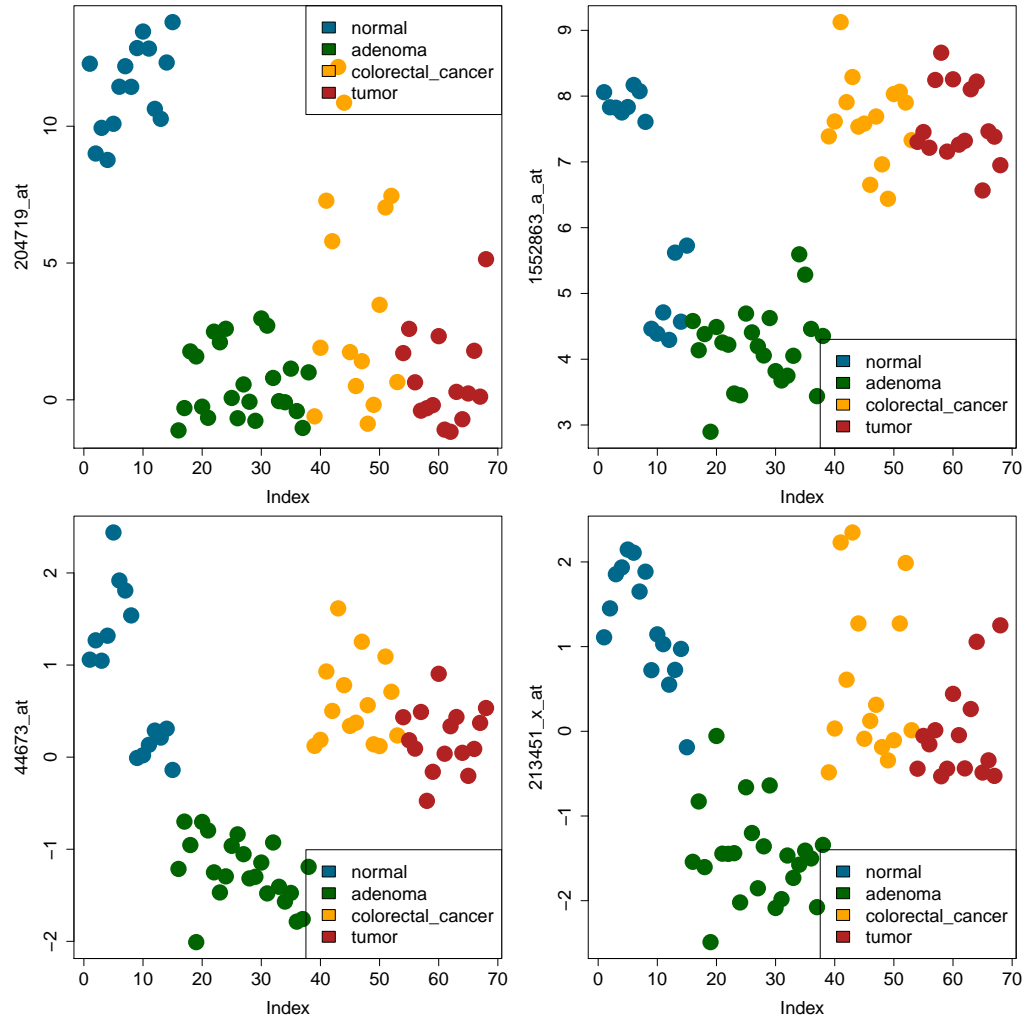 204719_at
10
5
0
normal
adenoma
colorectal_cancer
tumor
0 10 20 30 40 50 60 70
Index
1552863_a_at
9
8
7
6
5
4
3
normal
adenoma
colorectal_cancer
tumor
0 10 20 30 40 50 60 70
Index
44673_at
2
1
0
−1
−2
normal
adenoma
colorectal_cancer
tumor
0 10 20 30 40 50 60 70
Index
213451_x_at
2
1
0
−1
−2
normal
adenoma
colorectal_cancer
tumor
0 10 20 30 40 50 60 70
Index